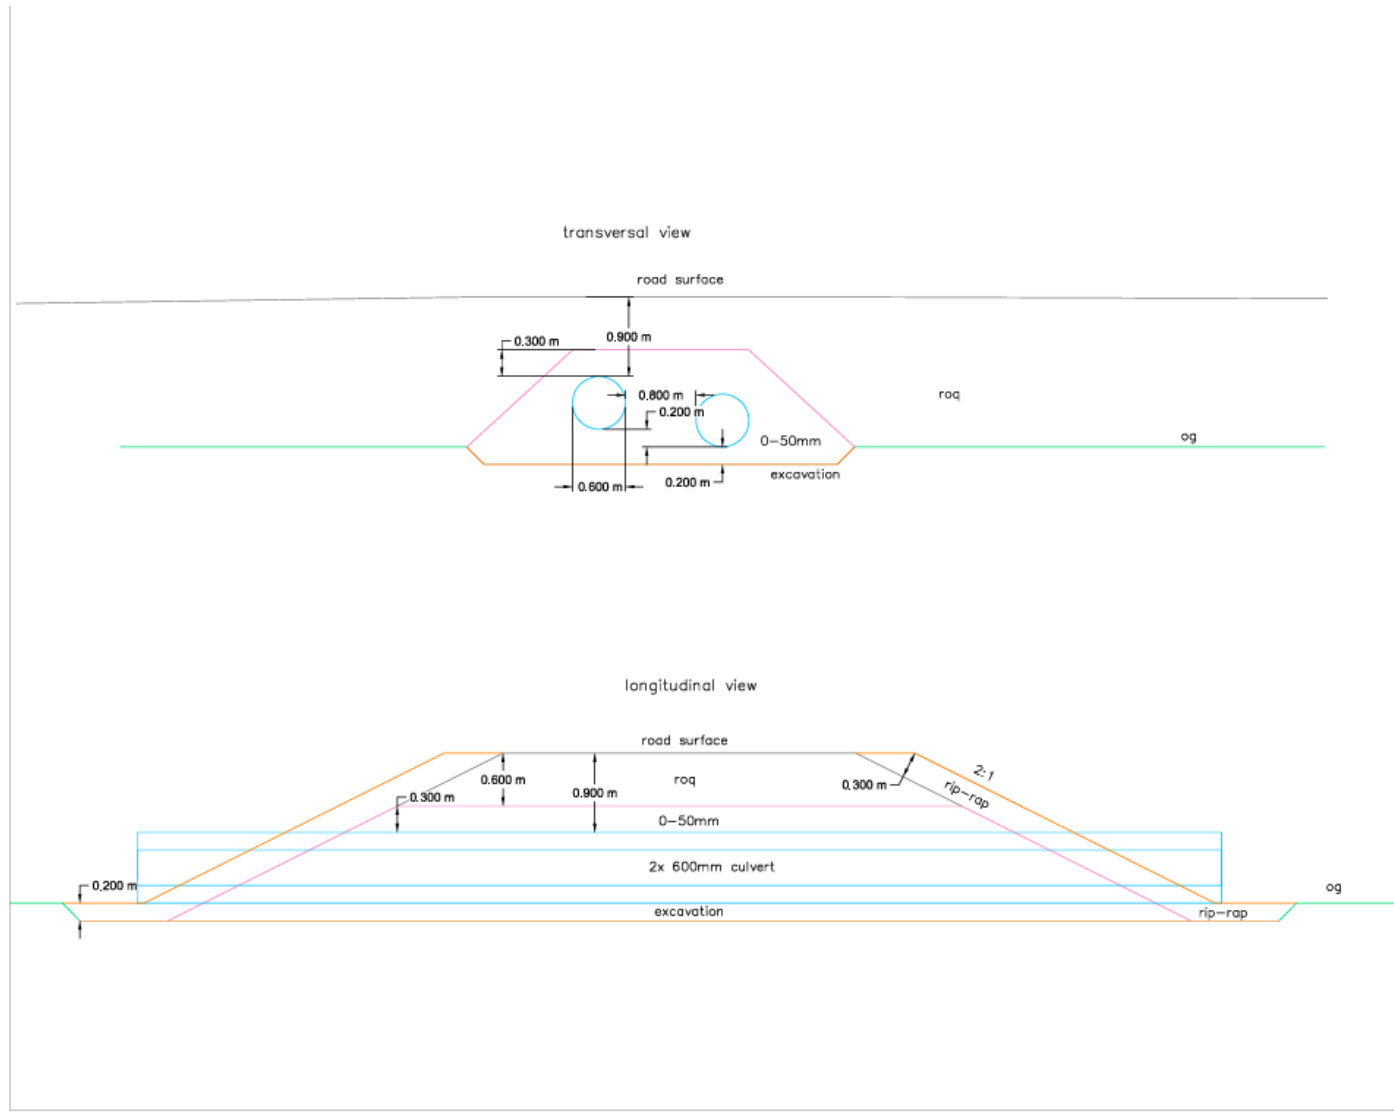 transversal view
road surface
0.300 m
0.900 m
0.800 m
0.200 m
roq
0-50mm
og
excavation
0.200 m
0.600 m
longitudinal view
road surface
roq
0.600 m
0.900 m
0.300 m
0.300 m
2:1
rip-rap
0-50mm
2x 600mm culvert
0.200 m
og
excavation
rip-rap